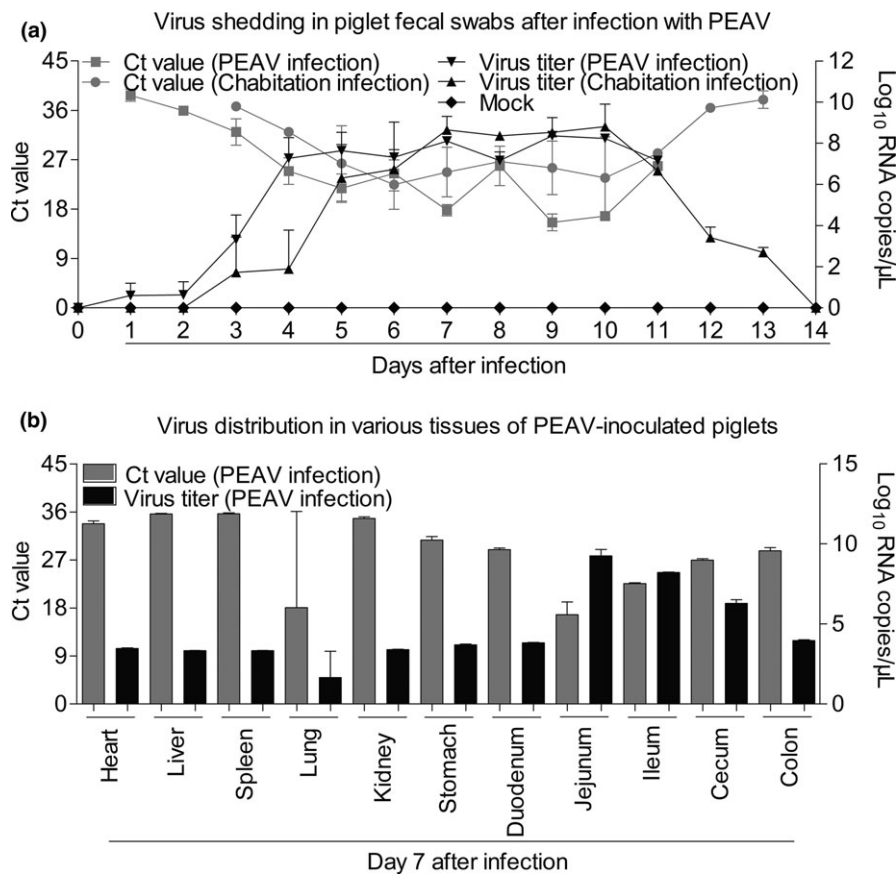 (a)
Virus shedding in piglet fecal swabs after infection with PEAV
45
36
27
18
9
0
Ct value
Ct value (PEAV infection)
Ct value (Chabitation infection)
Virus titer (PEAV infection)
Virus titer (Chabitation infection)
Mock
12
10
8
6
4
2
0
Log10 RNA copies/µL
0 1 2 3 4 5 6 7 8 9 10 11 12 13 14
Days after infection
(b)
Virus distribution in various tissues of PEAV-inoculated piglets
45
36
27
18
9
0
Ct value
Ct value (PEAV infection)
Virus titer (PEAV infection)
15
10
5
0
Log10 RNA copies/µL
Heart
Liver
Spleen
Lung
Kidney
Stomach
Duodenum
Jejunum
Ileum
Cecum
Colon
Day 7 after infection